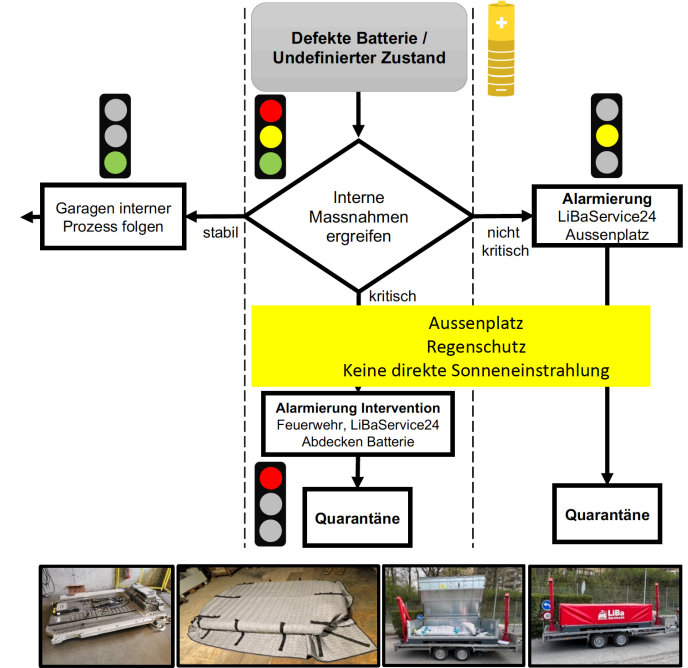 Defekte Batterie /
Undefinierter Zustand
Garagen interner
Prozess folgen
stabil
Interne
Massnahmen
ergreifen
nicht
kritisch
Alarmierung
LiBaService24
Aussenplatz
kritisch
Aussenplatz
Regenschutz
Keine direkte Sonneneinstrahlung
Alarmierung Intervention
Feuerwehr, LiBaService24
Abdecken Batterie
Quarantäne
Quarantäne
LiBa